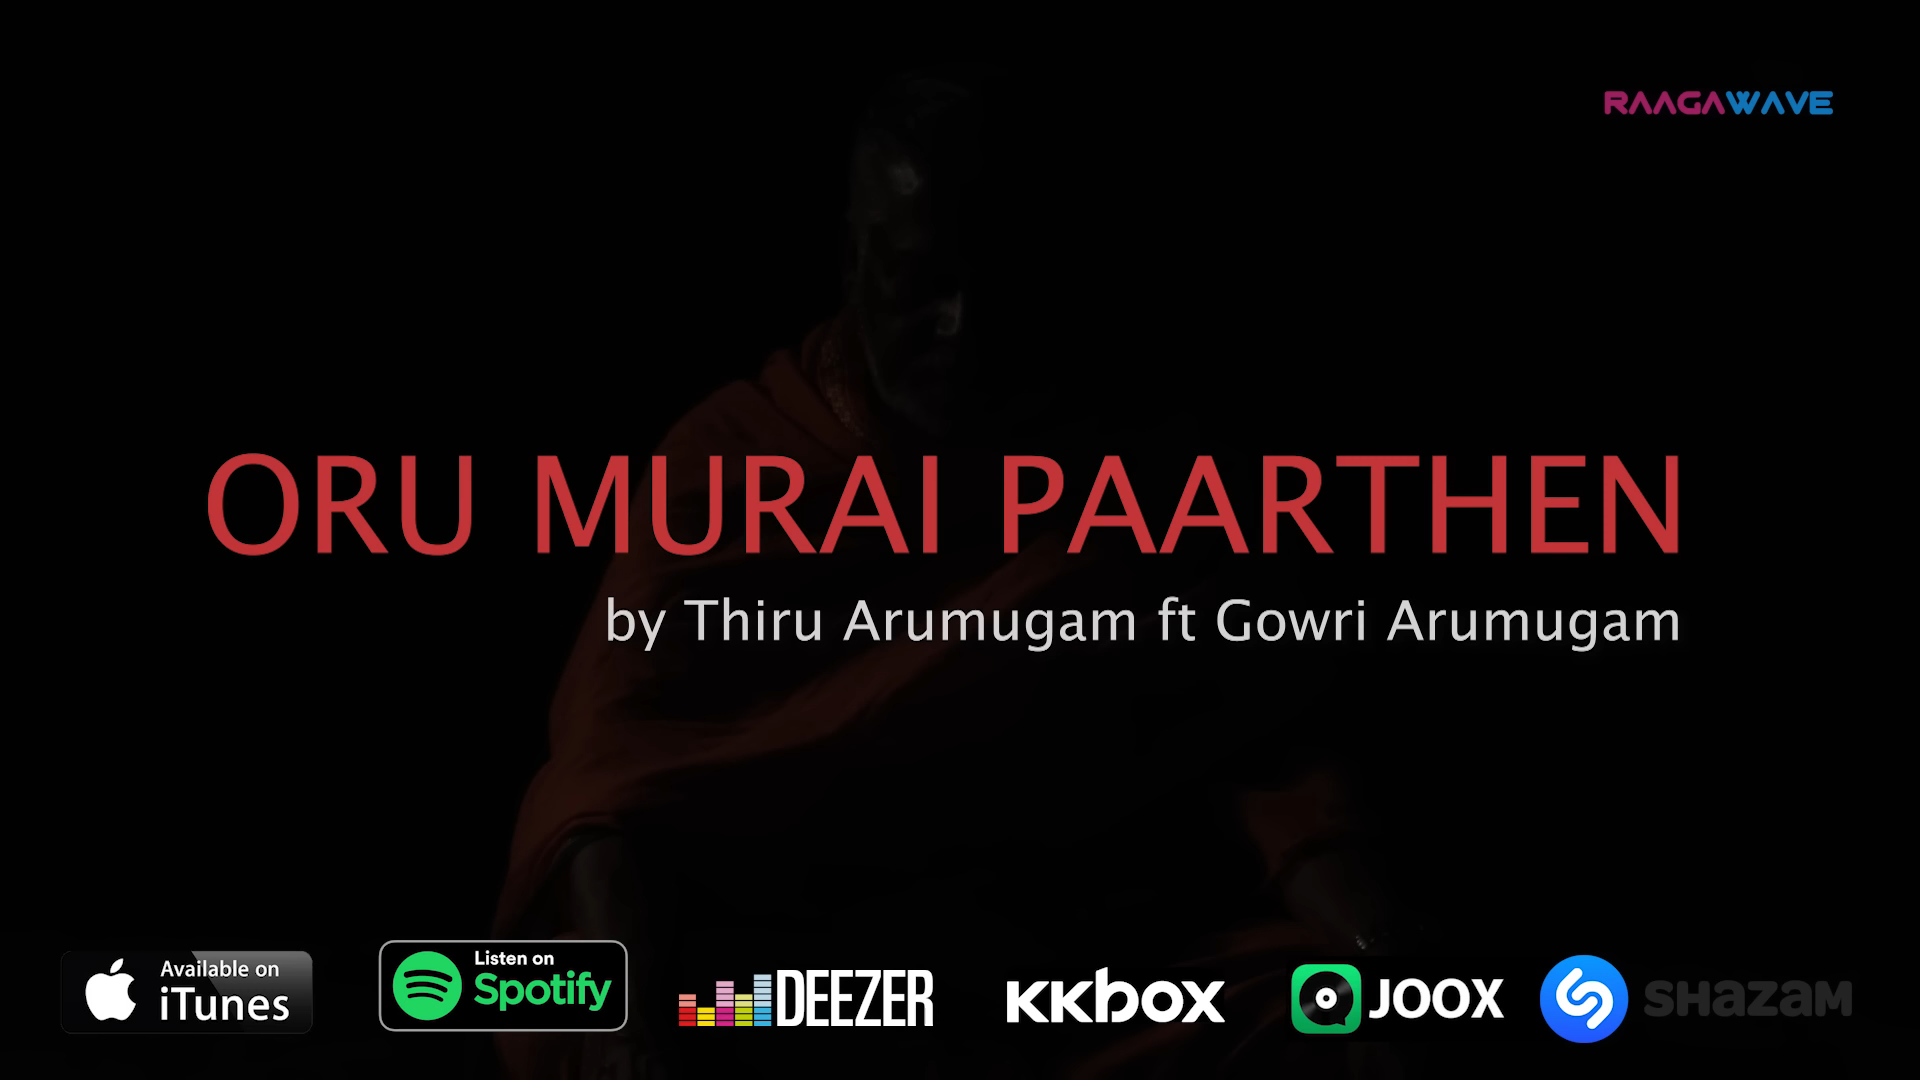 RAAGAWAVE
ORU MURAI PAARTHEN
by Thiru Arumugam ft Gowri Arumugam
Available on
iTunes
Listen on
Spotify
DEEZER
KKBOX
JOOX
SHAZAM